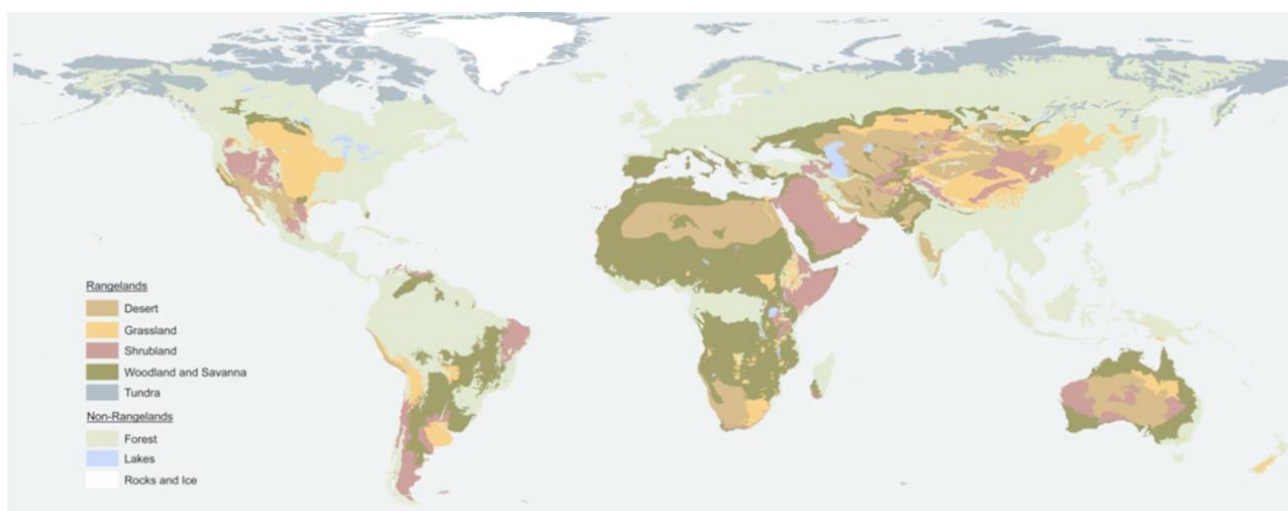 Rangelands
Desert
Grassland
Shrubland
Woodland and Savanna
Tundra
Non-Rangelands
Forest
Lakes
Rocks and Ice